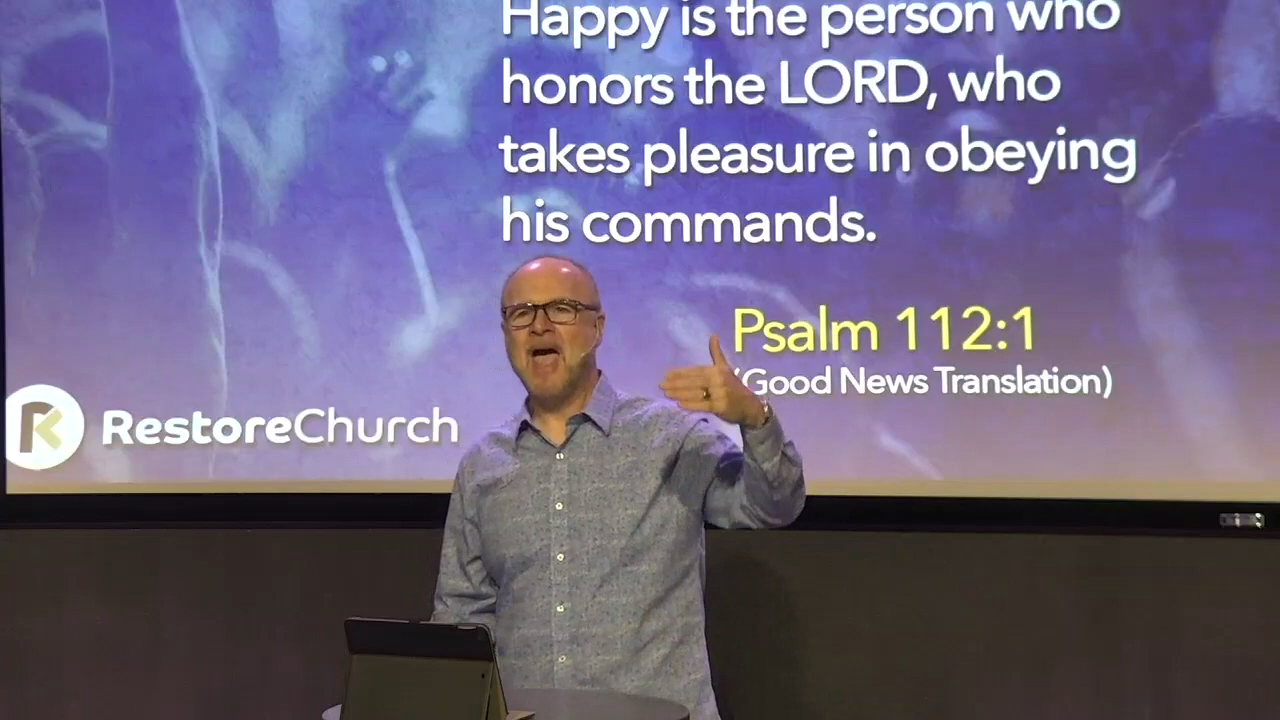 Happy is the person who
honors the LORD, who
takes pleasure in obeying
his commands.
Psalm 112:1
(Good News Translation)
RestoreChurch